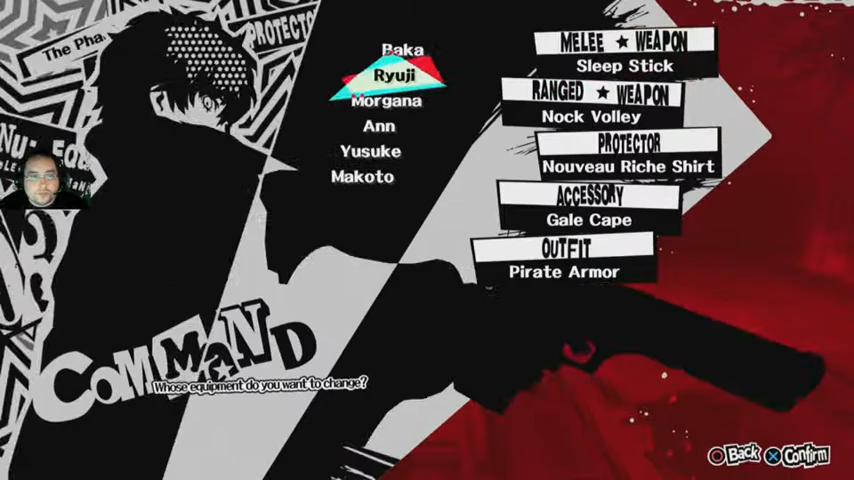 The Pha
PROTECTOR
Baka
Ryuji
Morgana
Ann
Yusuke
Makoto
MELEE ★ WEAPON
Sleep Stick
RANGED ★ WEAPON
Nock Volley
PROTECTOR
Nouveau Riche Shirt
ACCESSORY
Gale Cape
OUTFIT
Pirate Armor
COMMAND
Whose equipment do you want to change?
Back
Confirm